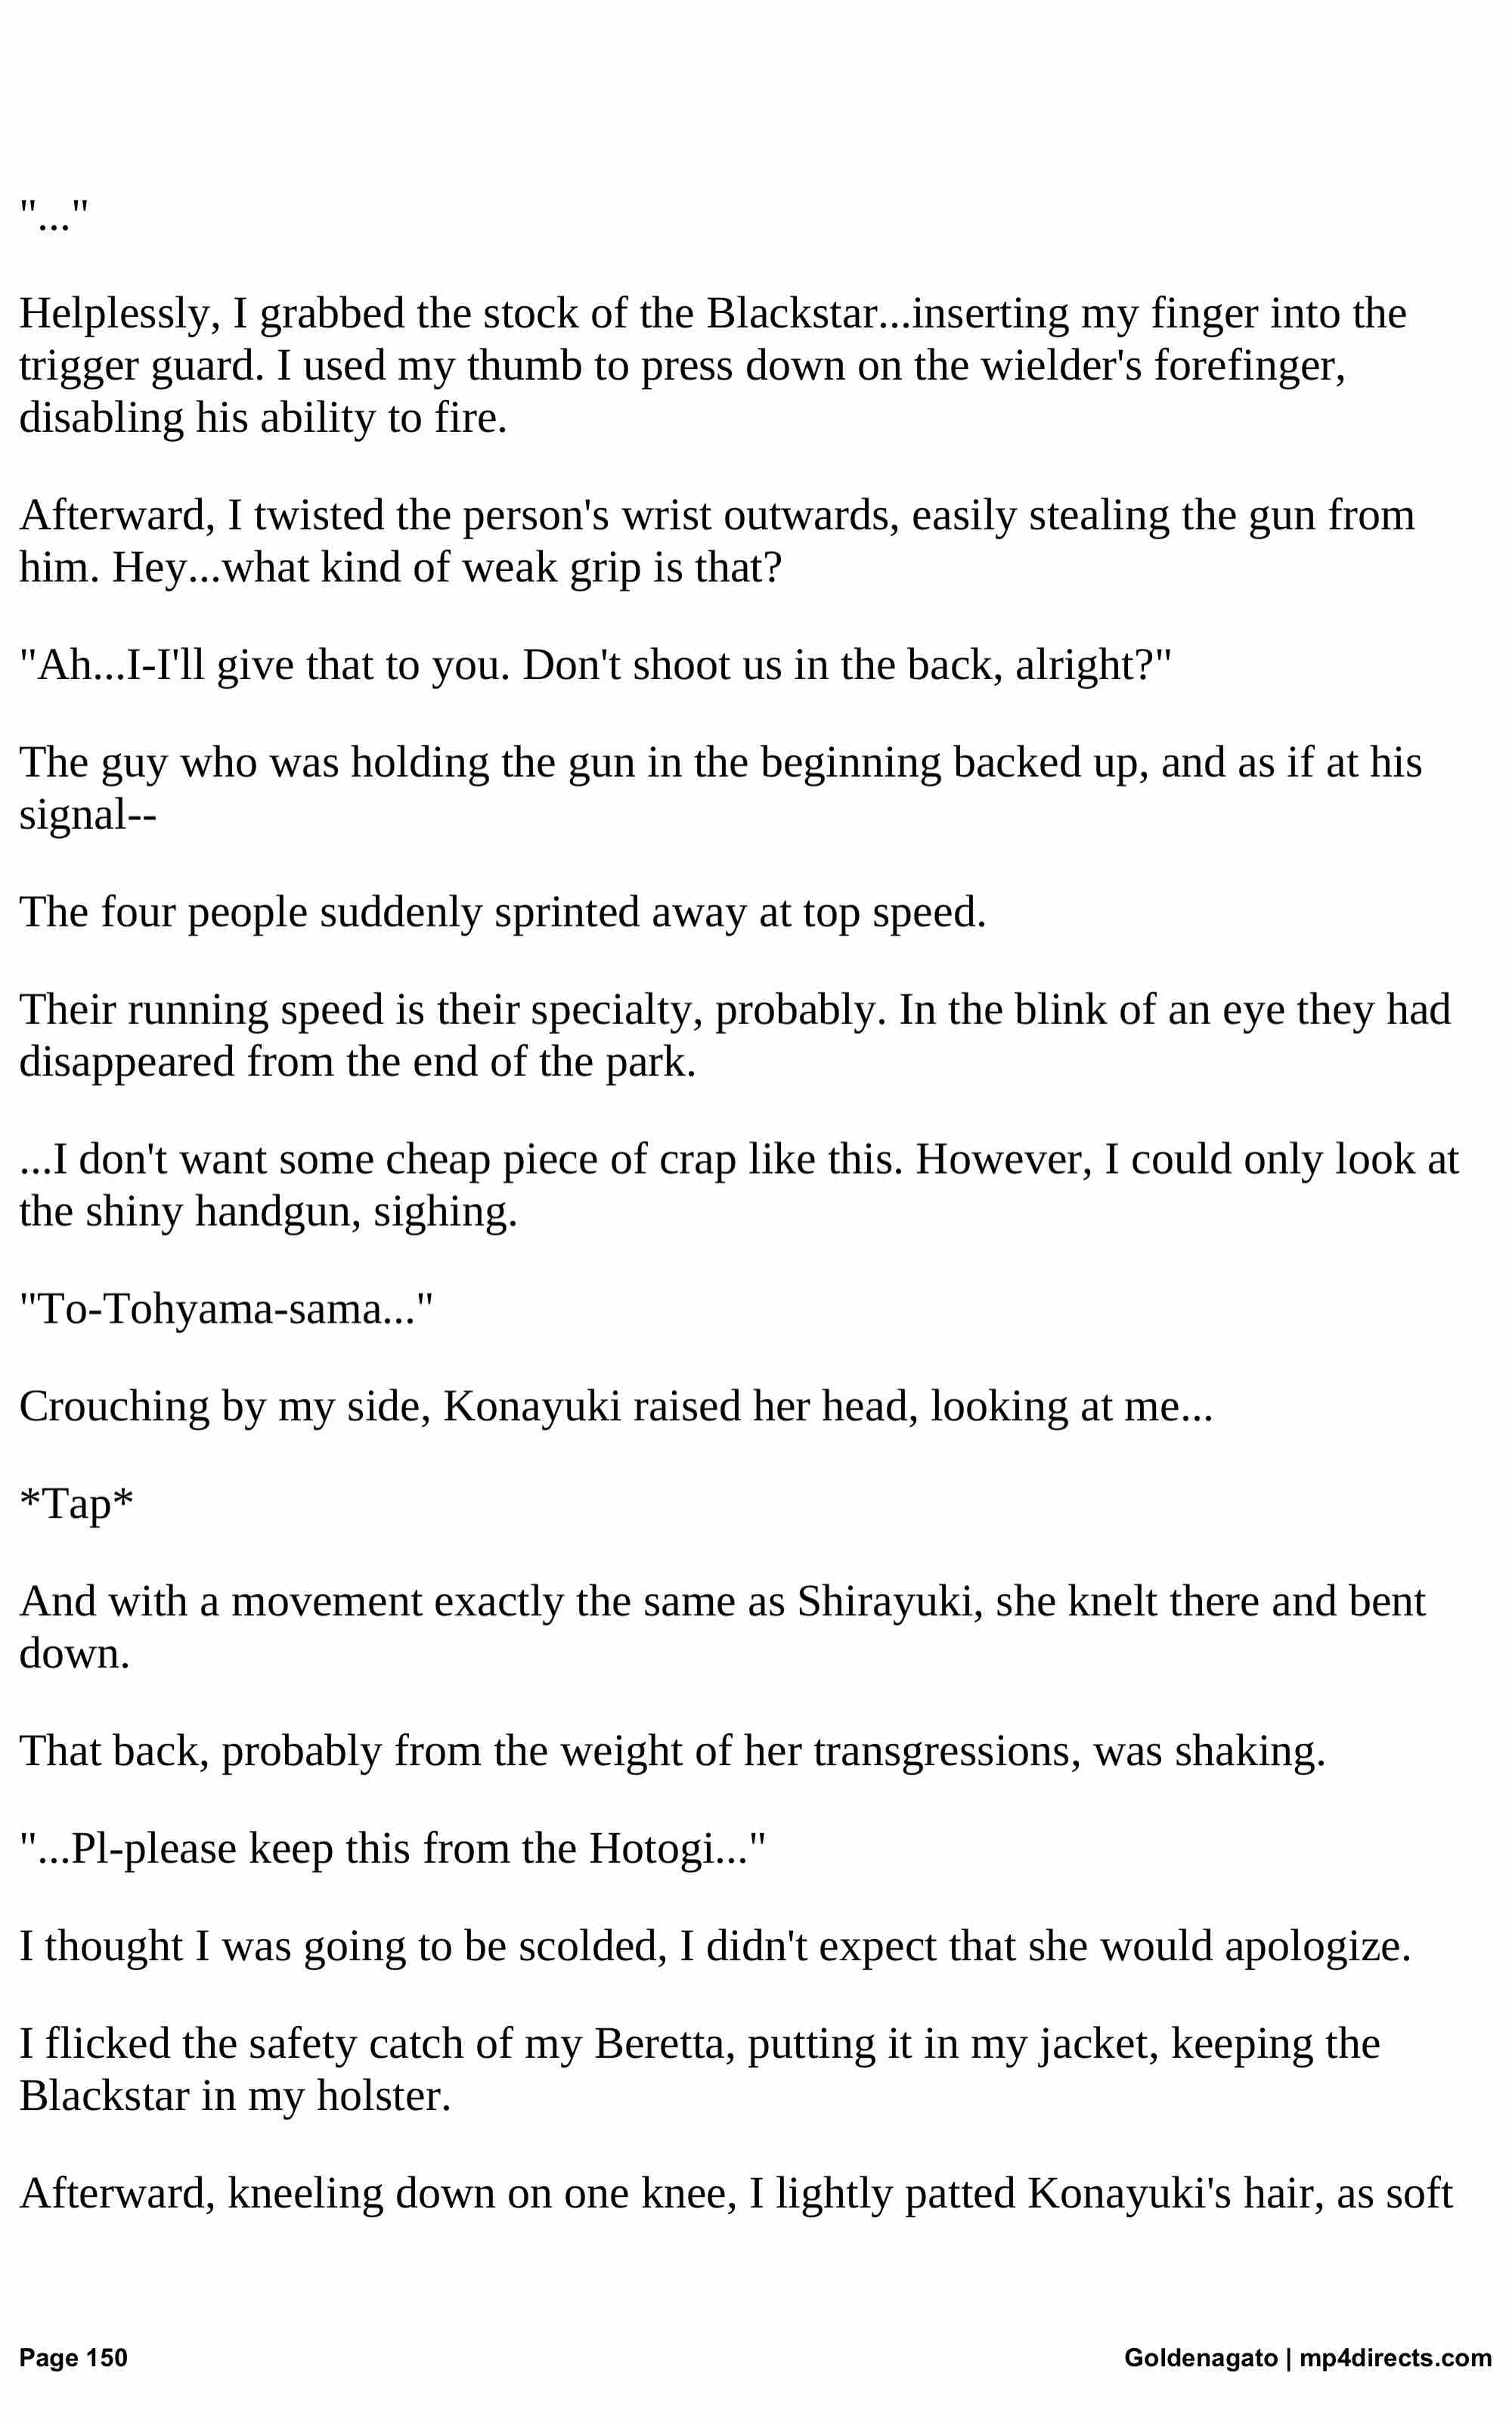 "..."
Helplessly, I grabbed the stock of the Blackstar...inserting my finger into the
trigger guard. I used my thumb to press down on the wielder's forefinger,
disabling his ability to fire.
Afterward, I twisted the person's wrist outwards, easily stealing the gun from
him. Hey...what kind of weak grip is that?
"Ah...I-I'll give that to you. Don't shoot us in the back, alright?"
The guy who was holding the gun in the beginning backed up, and as if at his
signal--
The four people suddenly sprinted away at top speed.
Their running speed is their specialty, probably. In the blink of an eye they had
disappeared from the end of the park.
...I don't want some cheap piece of crap like this. However, I could only look at
the shiny handgun, sighing.
"To-Tohyama-sama..."
Crouching by my side, Konayuki raised her head, looking at me...
*Tap*
And with a movement exactly the same as Shirayuki, she knelt there and bent
down.
That back, probably from the weight of her transgressions, was shaking.
"...Pl-please keep this from the Hotogi..."
I thought I was going to be scolded, I didn't expect that she would apologize.
I flicked the safety catch of my Beretta, putting it in my jacket, keeping the
Blackstar in my holster.
Afterward, kneeling down on one knee, I lightly patted Konayuki's hair, as soft
Page 150
Goldenagato | mp4directs.com